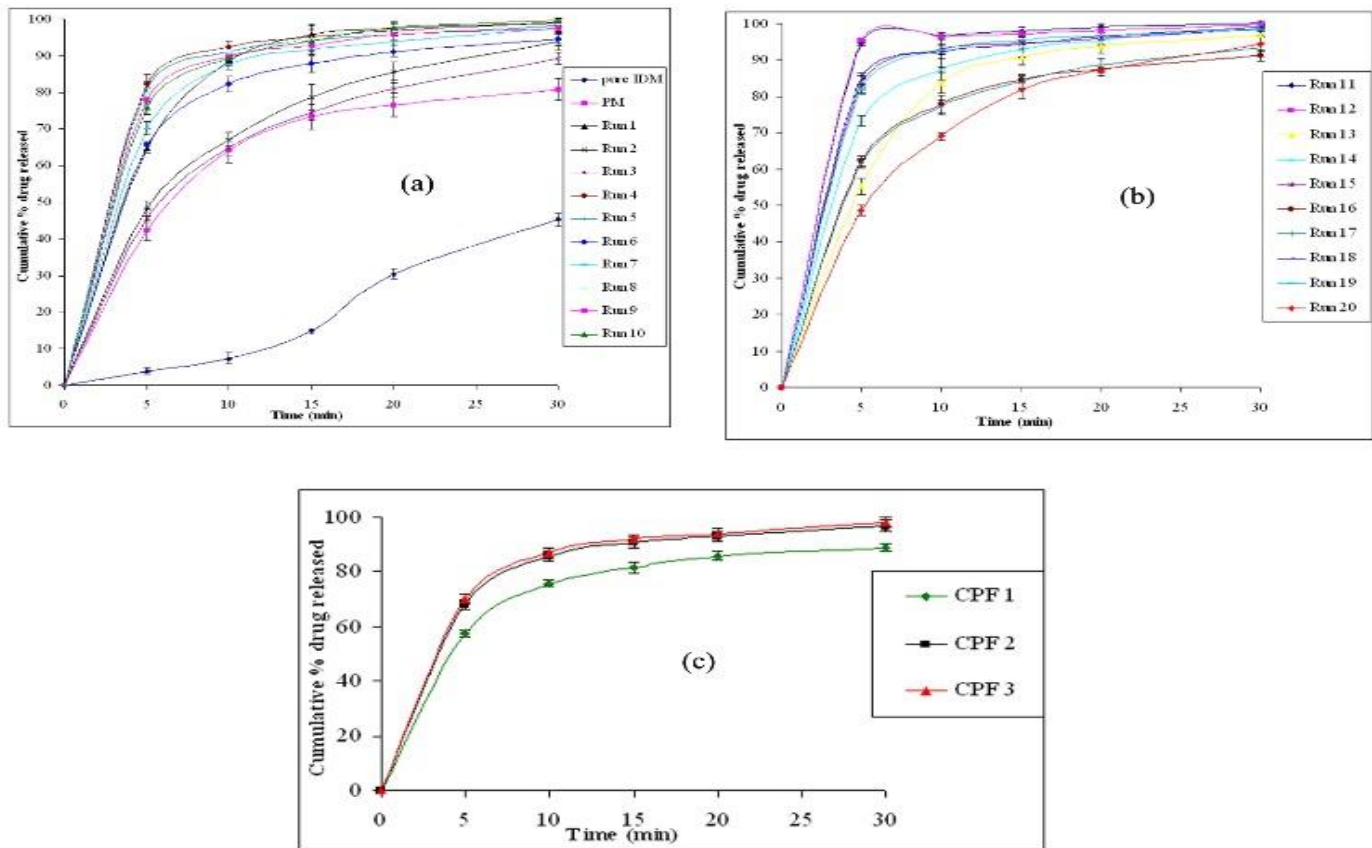 Cumulative % drug released
100
90
80
70
60
50
40
30
20
10
0
0 5 10 15 20 25 30
Time (min)
(a)
pure IDM
PM
Run 1
Run 2
Run 3
Run 4
Run 5
Run 6
Run 7
Run 8
Run 9
Run 10
Cumulative % drug released
100
90
80
70
60
50
40
30
20
10
0
0 5 10 15 20 25 30
Time (min)
(b)
Run 11
Run 12
Run 13
Run 14
Run 15
Run 16
Run 17
Run 18
Run 19
Run 20
Cumulative % drug released
100
80
60
40
20
0
0 5 10 15 20 25 30
Time (min)
(c)
CPF 1
CPF 2
CPF 3